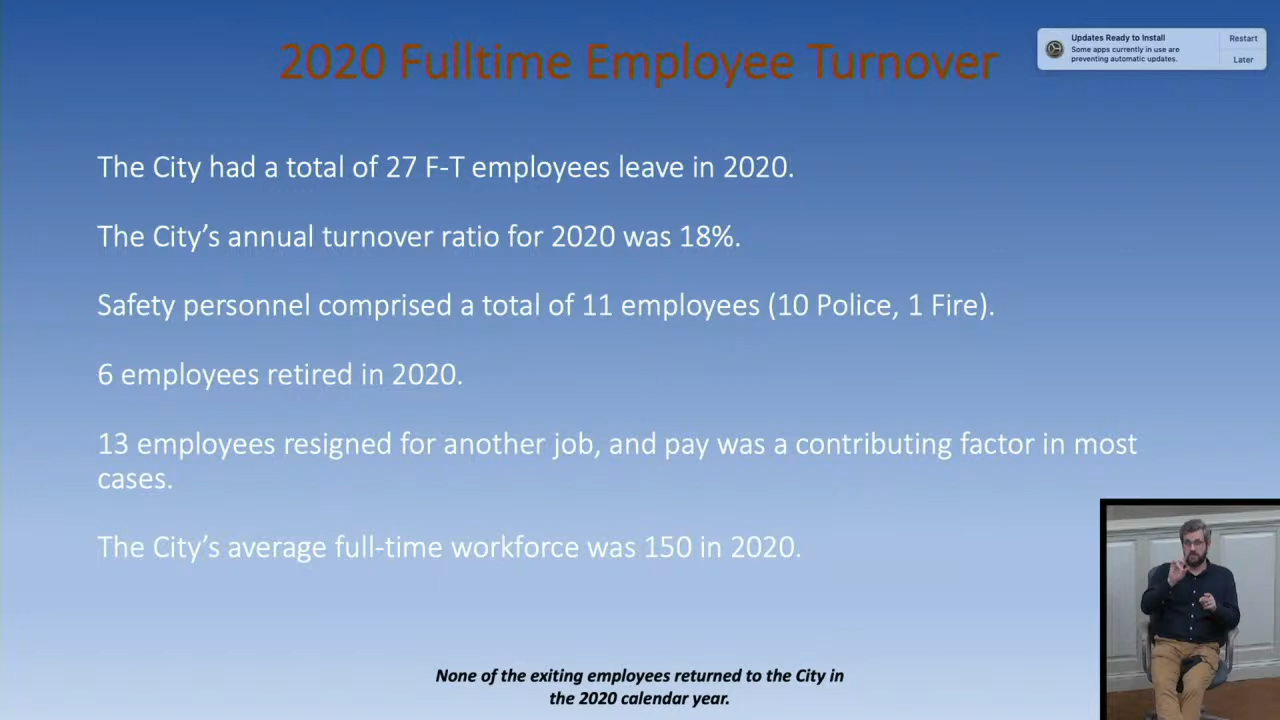 2020 Fulltime Employee Turnover
Updates Ready to Install
Some apps currently in use are
preventing automatic updates.
Restart
Later
The City had a total of 27 F-T employees leave in 2020.
The City’s annual turnover ratio for 2020 was 18%.
Safety personnel comprised a total of 11 employees (10 Police, 1 Fire).
6 employees retired in 2020.
13 employees resigned for another job, and pay was a contributing factor in most
cases.
The City’s average full-time workforce was 150 in 2020.
None of the exiting employees returned to the City in
the 2020 calendar year.